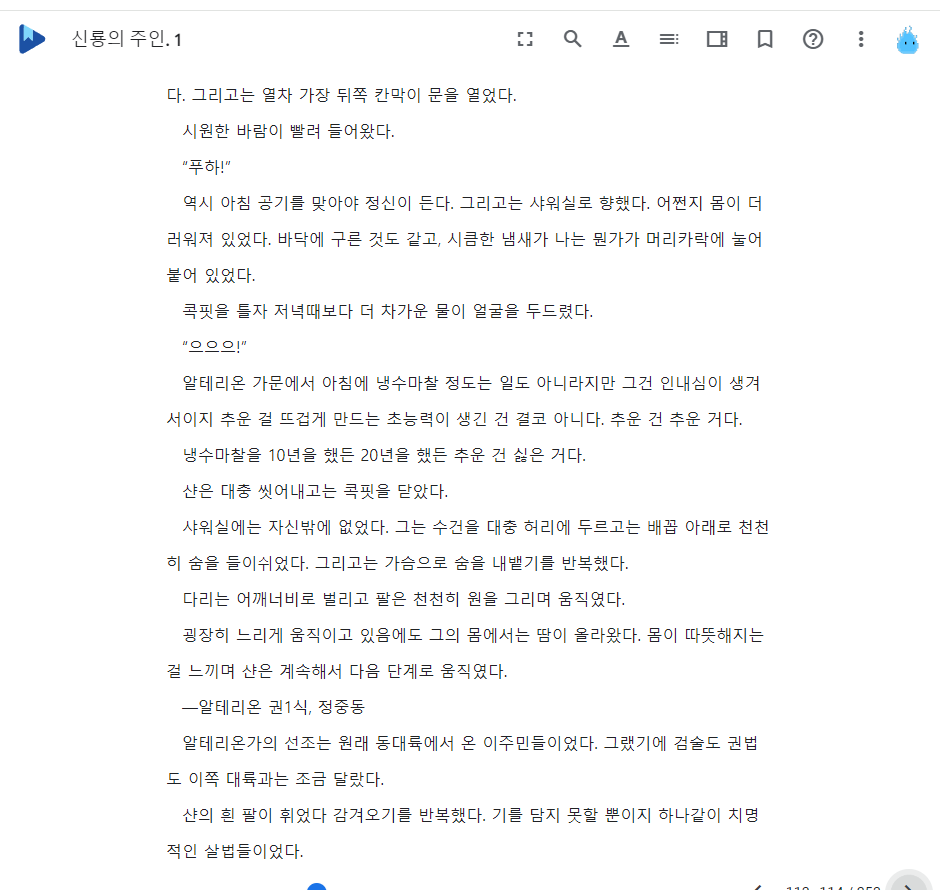 신룡의 주인. 1
다. 그리고는 열차 가장 뒤쪽 칸막이 문을 열었다.
시원한 바람이 빨려 들어왔다.
“푸하!”
역시 아침 공기를 맞아야 정신이 든다. 그리고는 샤워실로 향했다. 어쩐지 몸이 더
러워져 있었다. 바닥에 구른 것도 같고, 시큼한 냄새가 나는 뭔가가 머리카락에 눌어
붙어 있었다.
콕핏을 틀자 저녁때보다 더 차가운 물이 얼굴을 두드렸다.
“으으으!”
알테리온 가문에서 아침에 냉수마찰 정도는 일도 아니라지만 그건 인내심이 생겨
서이지 추운 걸 뜨겁게 만드는 초능력이 생긴 건 결코 아니다. 추운 건 추운 거다.
냉수마찰을 10년을 했든 20년을 했든 추운 건 싫은 거다.
샨은 대충 씻어내고는 콕핏을 닫았다.
샤워실에는 자신밖에 없었다. 그는 수건을 대충 허리에 두르고는 배꼽 아래로 천천
히 숨을 들이쉬었다. 그리고는 가슴으로 숨을 내뱉기를 반복했다.
다리는 어깨너비로 벌리고 팔은 천천히 원을 그리며 움직였다.
굉장히 느리게 움직이고 있음에도 그의 몸에서는 땀이 올라왔다. 몸이 따뜻해지는
걸 느끼며 샨은 계속해서 다음 단계로 움직였다.
―알테리온 권1식, 정중동
알테리온가의 선조는 원래 동대륙에서 온 이주민들이었다. 그랬기에 검술도 권법
도 이쪽 대륙과는 조금 달랐다.
샨의 흰 팔이 휘었다 감겨오기를 반복했다. 기를 담지 못할 뿐이지 하나같이 치명
적인 살법들이었다.